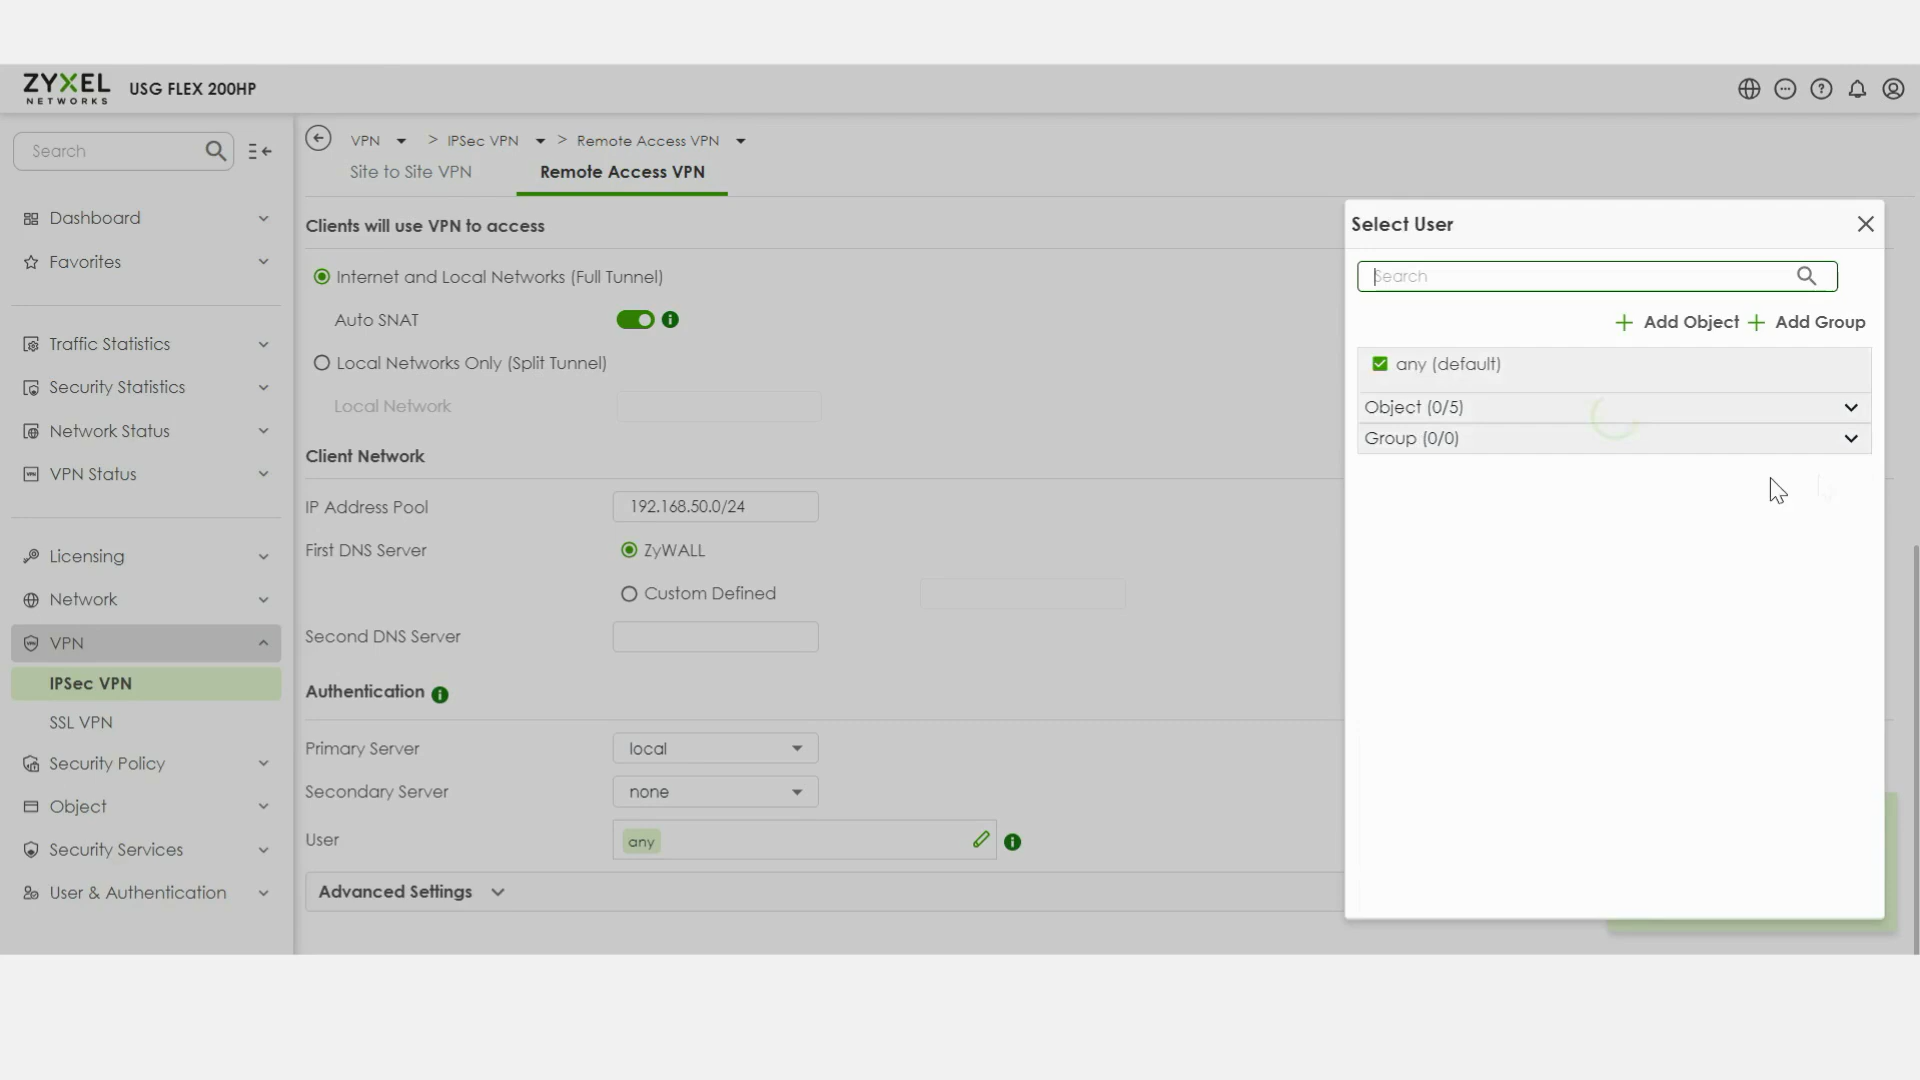 ZYXEL
NETWORKS
USG FLEX 200HP
Search
VPN > IPSec VPN > Remote Access VPN
Site to Site VPN
Remote Access VPN
Dashboard
Favorites
Traffic Statistics
Security Statistics
Network Status
VPN Status
Licensing
Network
VPN
IPSec VPN
SSL VPN
Security Policy
Object
Security Services
User & Authentication
Clients will use VPN to access
Internet and Local Networks (Full Tunnel)
Auto SNAT
Local Networks Only (Split Tunnel)
Local Network
Client Network
IP Address Pool
192.168.50.0/24
First DNS Server
ZyWALL
Custom Defined
Second DNS Server
Authentication
Primary Server
local
Secondary Server
none
User
any
Advanced Settings
Select User
Search
Add Object
Add Group
any (default)
Object (0/5)
Group (0/0)